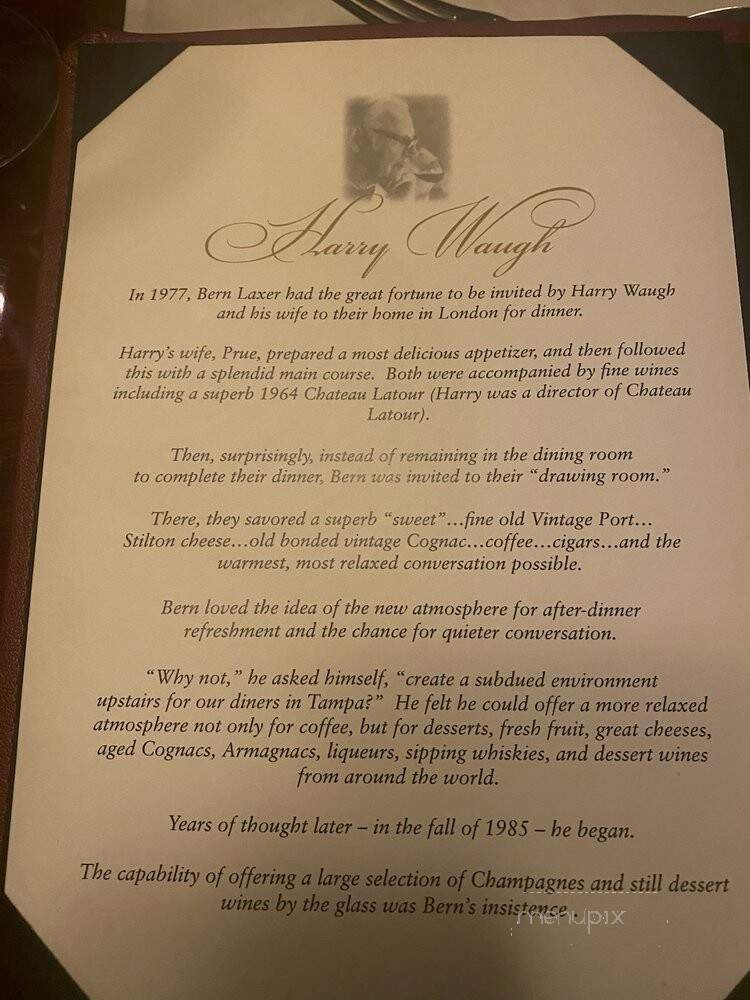 Harry Waugh
In 1977, Bern Laxer had the great fortune to be invited by Harry Waugh
and his wife to their home in London for dinner.
Harry's wife, Prue, prepared a most delicious appetizer, and then followed
this with a splendid main course. Both were accompanied by fine wines
including a superb 1964 Chateau Latour (Harry was a director of Chateau
Latour).
Then, surprisingly, instead of remaining in the dining room
to complete their dinner, Bern was invited to their “drawing room.”
There, they savored a superb “sweet”…fine old Vintage Port…
Stilton cheese…old bonded vintage Cognac…coffee…cigars…and the
warmest, most relaxed conversation possible.
Bern loved the idea of the new atmosphere for after-dinner
refreshment and the chance for quieter conversation.
“Why not,” he asked himself, “create a subdued environment
upstairs for our diners in Tampa?” He felt he could offer a more relaxed
atmosphere not only for coffee, but for desserts, fresh fruit, great cheeses,
aged Cognacs, Armagnacs, liqueurs, sipping whiskies, and dessert wines
from around the world.
Years of thought later – in the fall of 1985 – he began.
The capability of offering a large selection of Champagnes and still dessert
wines by the glass was Bern's insistence.
menupix